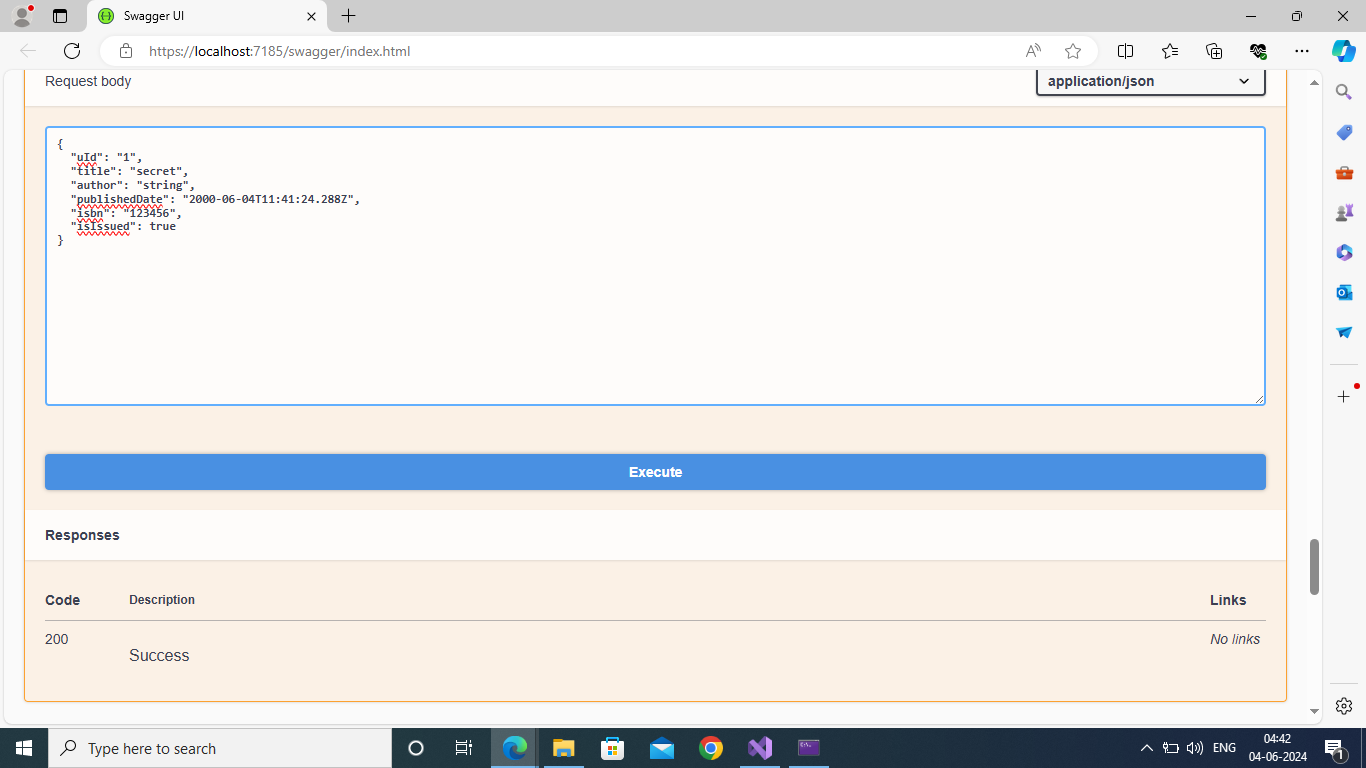 Swagger UI
https://localhost:7185/swagger/index.html
Request body
application/json
{
  "uId": "1",
  "title": "secret",
  "author": "string",
  "publishedDate": "2000-06-04T11:41:24.288Z",
  "isbn": "123456",
  "isIssued": true
}
Execute
Responses
Code Description Links
200 No links
Success
Type here to search
ENG
04:42
04-06-2024
1